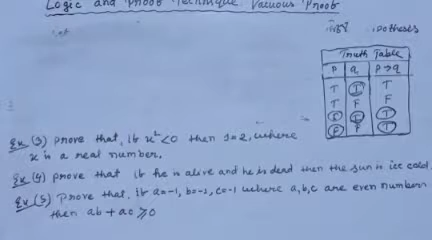 Logic and Proof Technique Vacuous Proof
Truth Table
P q P→q
T T T
T F F
F T T
F F T
Ex (3) Prove that, if x²<0 then 1=2, where
x is a real number.
Ex (4) Prove that if he is alive and he is dead then the sun is ice cold.
Ex (5) Prove that, if a=-1, b=-2, c=-1 where a,b,c are even number
then ab + ac ≥0